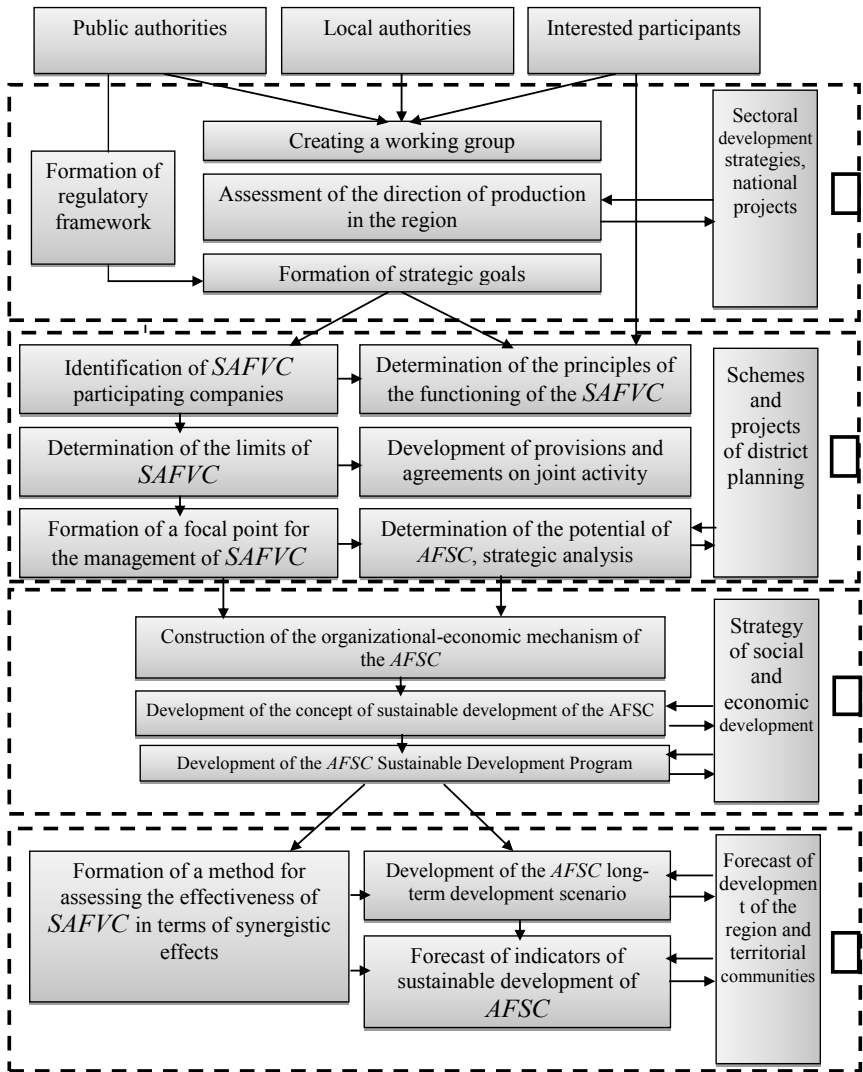 Public authorities
Local authorities
Interested participants
Creating a working group
Formation of
regulatory
framework
Assessment of the direction of production
in the region
Formation of strategic goals
Sectoral
development
strategies,
national
projects
Identification of SAFVC
participating companies
Determination of the principles of
the functioning of the SAFVC
Determination of the limits of
SAFVC
Development of provisions and
agreements on joint activity
Formation of a focal point for
the management of SAFVC
Determination of the potential of
AFSC, strategic analysis
Schemes
and
projects
of district
planning
Construction of the organizational-economic mechanism of
the AFSC
Development of the concept of sustainable development of the AFSC
Development of the AFSC Sustainable Development Program
Strategy
of social
and
economic
development
Formation of a method for
assessing the effectiveness of
SAFVC in terms of synergistic
effects
Development of the AFSC long-
term development scenario
Forecast of indicators of
sustainable development of
AFSC
Forecast of
developmen
t of the
region and
territorial
communities